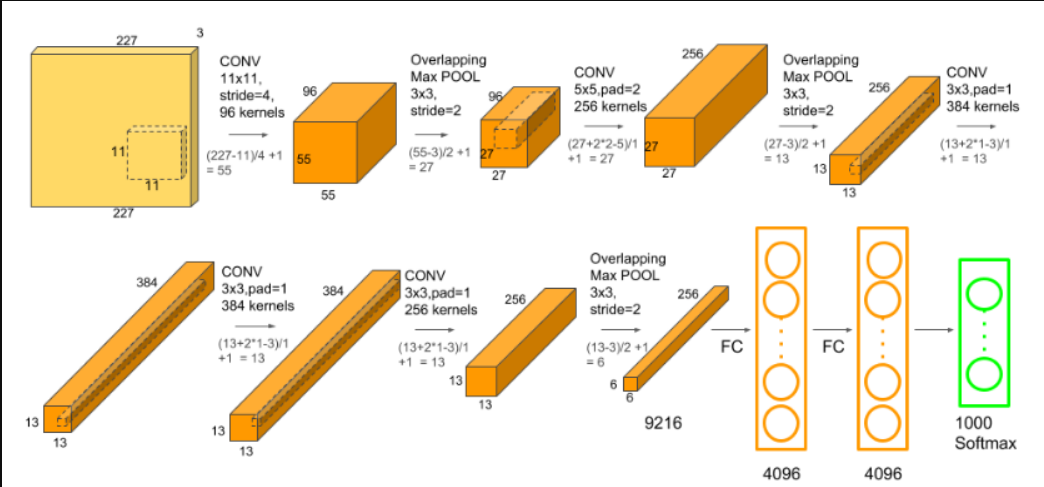 227
3
11
11
227
CONV
11x11,
stride=4,
96 kernels
(227-11)/4 +1
= 55
96
55
55
Overlapping
Max POOL
3x3,
stride=2
(55-3)/2 +1
= 27
96
27
27
CONV
5x5,pad=2
256 kernels
(27+2*2-5)/1
+1 = 27
256
27
27
Overlapping
Max POOL
3x3,
stride=2
(27-3)/2 +1
= 13
256
13
13
CONV
3x3,pad=1
384 kernels
(13+2*1-3)/1
+1 = 13
384
13
13
CONV
3x3,pad=1
384 kernels
(13+2*1-3)/1
+1 = 13
384
13
13
CONV
3x3,pad=1
256 kernels
(13+2*1-3)/1
+1 = 13
256
13
13
Overlapping
Max POOL
3x3,
stride=2
(13-3)/2 +1
= 6
256
6
6
9216
FC
4096
FC
4096
1000
Softmax